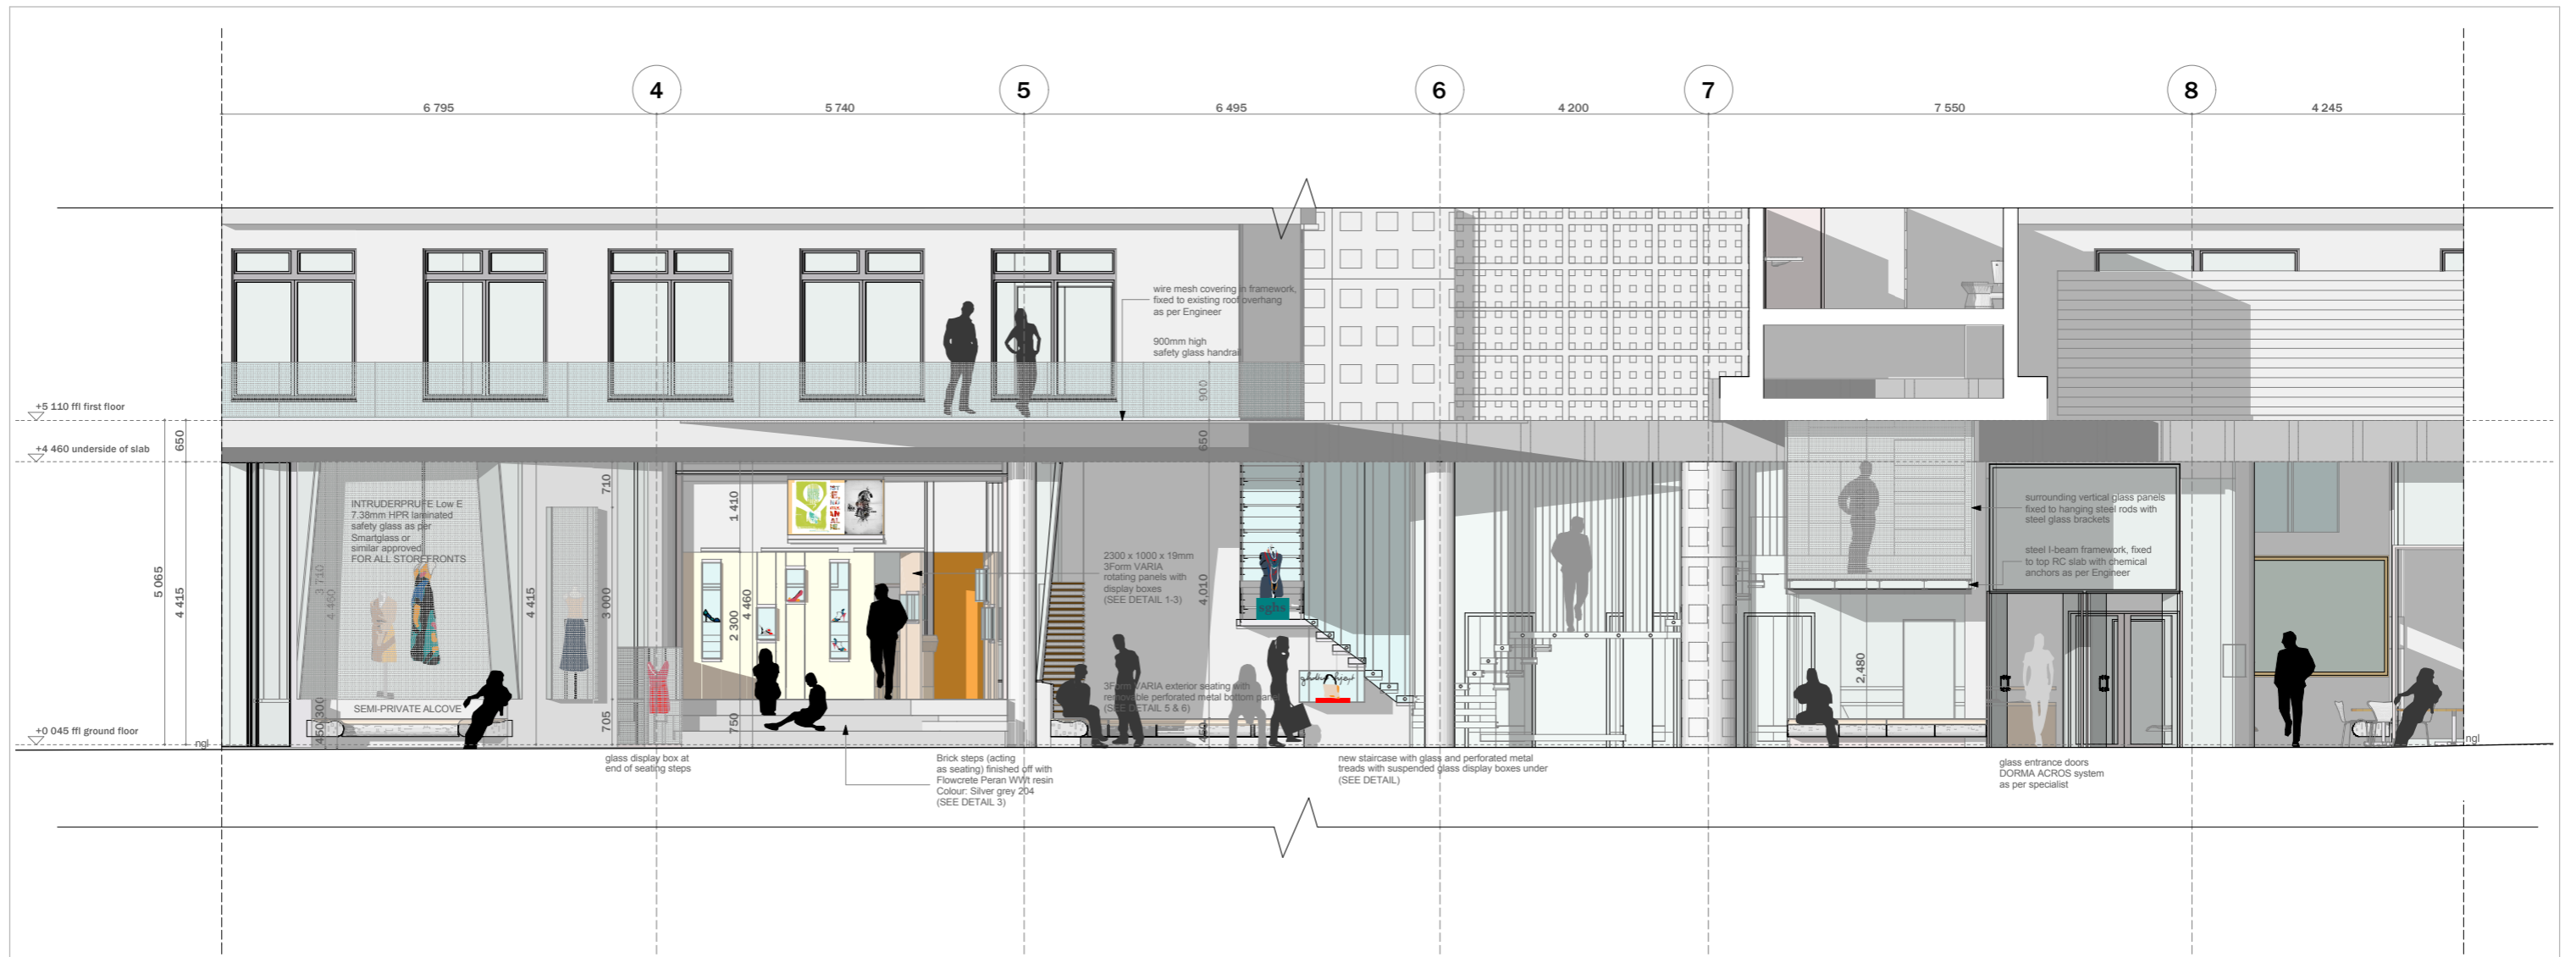 4
5
6
7
8
6 795
5 740
6 495
4 200
7 550
4 245
wire mesh covering in framework,
fixed to existing roof overhang
as per Engineer
900mm high
safety glass handrail
900
+5 110 ffl first floor
650
650
+4 460 underside of slab
5 065
4 415
INTRUDERPRUFE Low E
7.38mm HPR laminated
safety glass as per
Smartglass or
similar approved
FOR ALL STOREFRONTS
3 710
4 460
4 415
710
3 000
705
1 410
2 300
4 460
750
2300 x 1000 x 19mm
3Form VARIA
rotating panels with
display boxes
(SEE DETAIL 1-3)
4,010
sghs
surrounding vertical glass panels
fixed to hanging steel rods with
steel glass brackets
steel I-beam framework, fixed
to top RC slab with chemical
anchors as per Engineer
2,480
3Form VARIA exterior seating with
removable perforated metal bottom panel
(SEE DETAIL 5 & 6)
450
SEMI-PRIVATE ALCOVE
300
450
+0 045 ffl ground floor
ngl
ngl
glass display box at
end of seating steps
Brick steps (acting
as seating) finished off with
Flowcrete Peran WWt resin
Colour: Silver grey 204
(SEE DETAIL 3)
new staircase with glass and perforated metal
treads with suspended glass display boxes under
(SEE DETAIL)
glass entrance doors
DORMA ACROS system
as per specialist